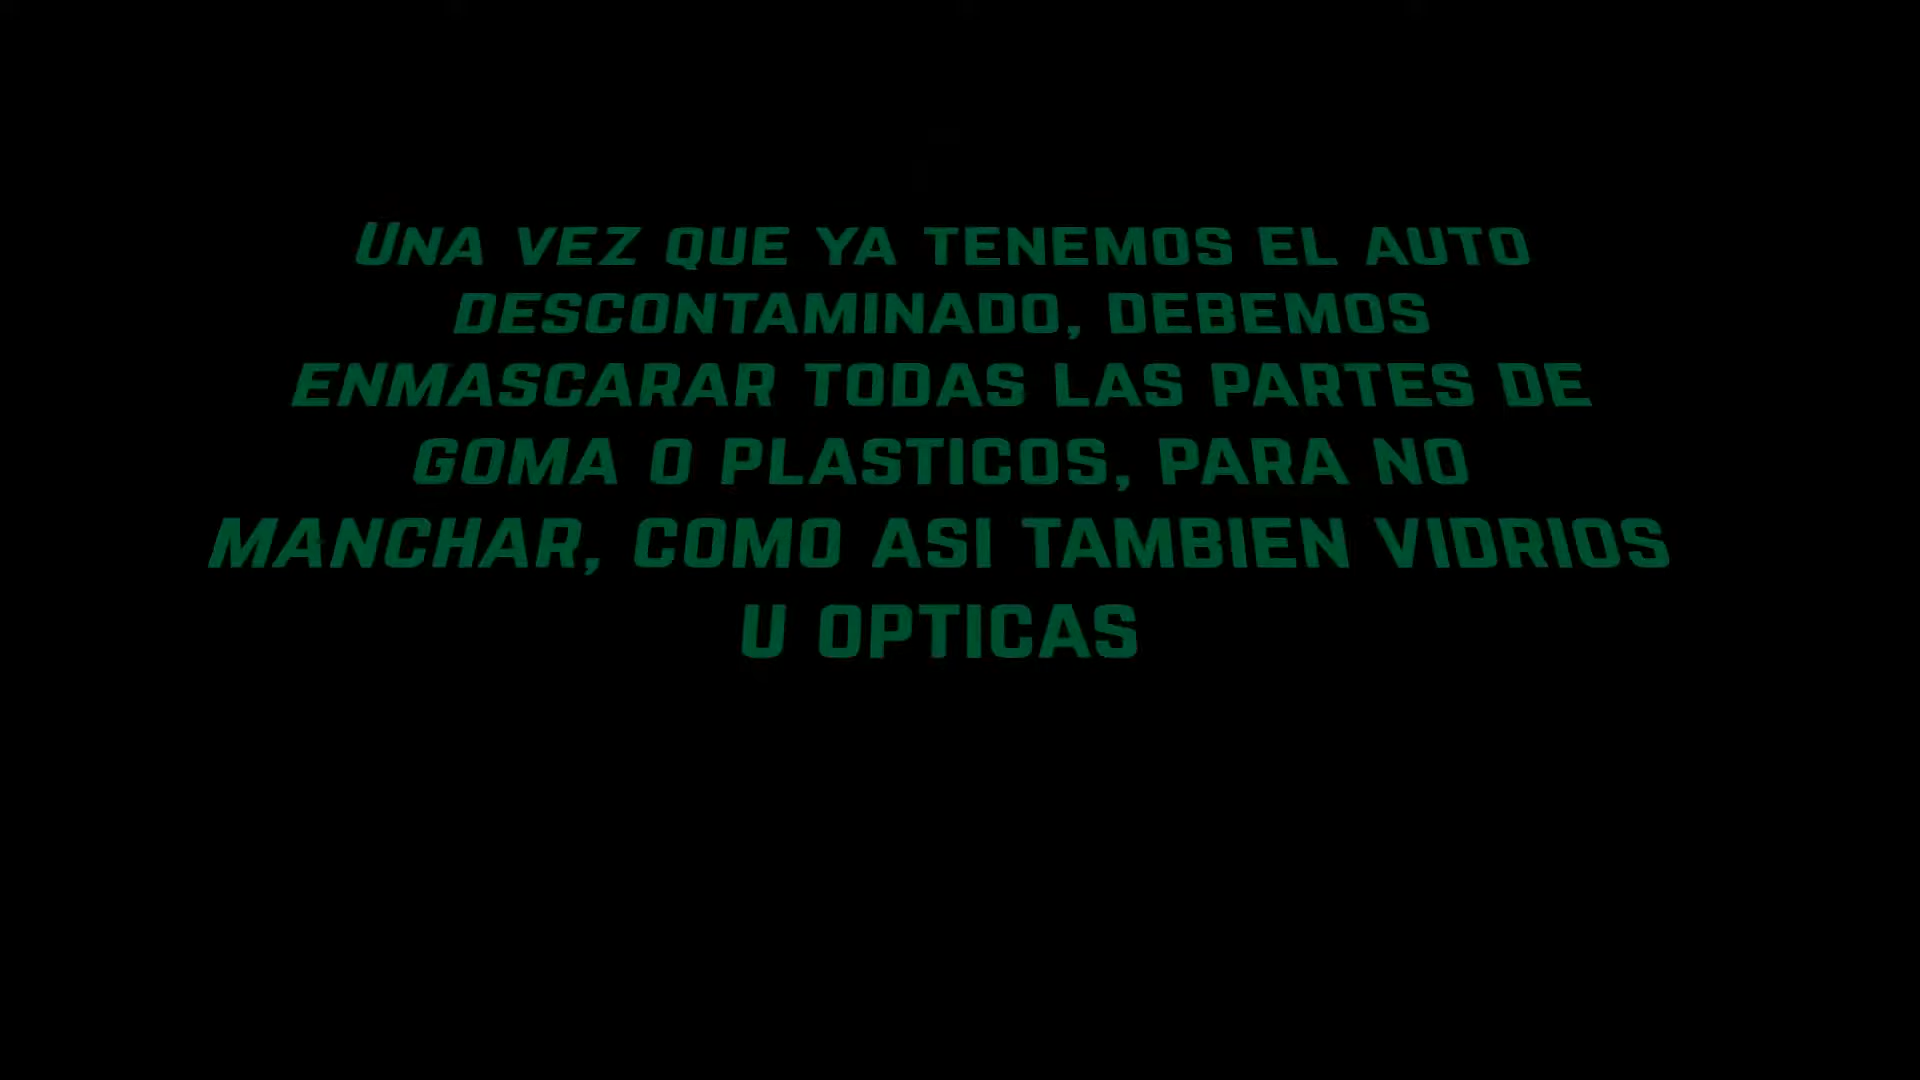 UNA VEZ QUE YA TENEMOS EL AUTO
DESCONTAMINADO, DEBEMOS
ENMASCARAR TODAS LAS PARTES DE
GOMA O PLASTICOS, PARA NO
MANCHAR, COMO ASI TAMBIEN VIDRIOS
U OPTICAS